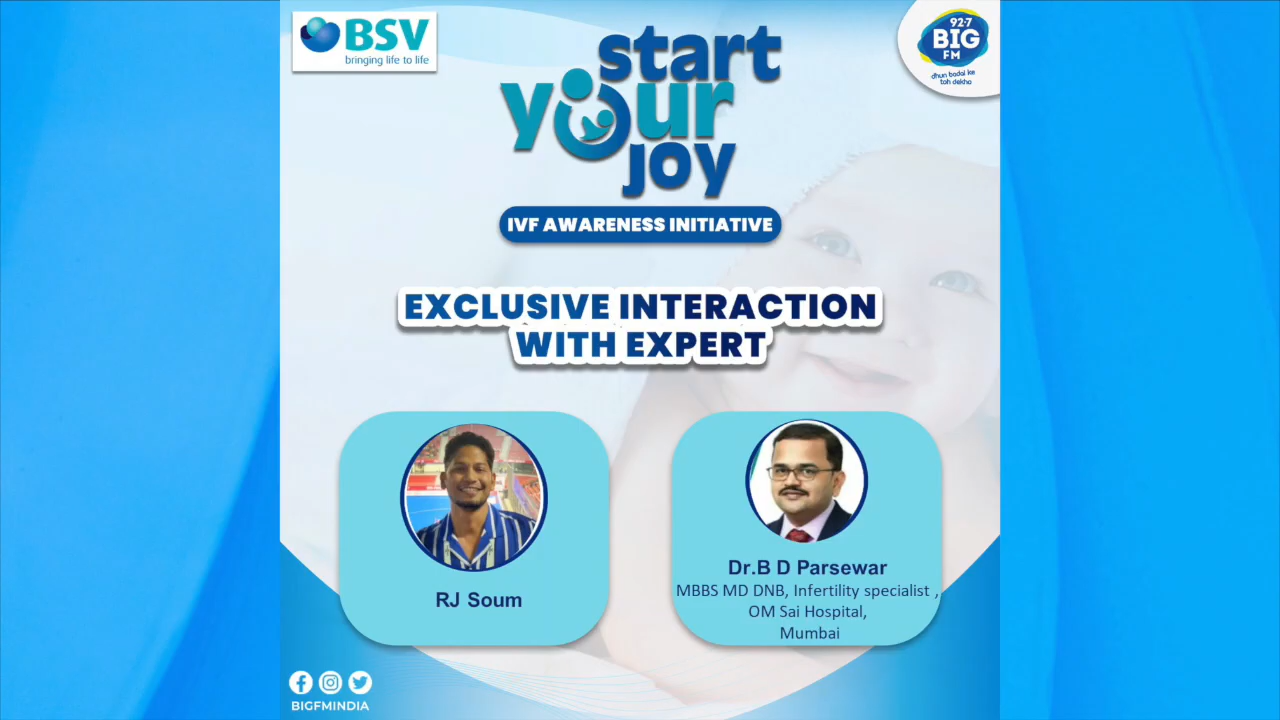 BSV
bringing life to life
92.7
BIG
FM
dhun badal ke
toh dekho
start
your
joy
IVF AWARENESS INITIATIVE
EXCLUSIVE INTERACTION
WITH EXPERT
RJ Soum
Dr.B D Parsewar
MBBS MD DNB, Infertility specialist ,
OM Sai Hospital,
Mumbai
BIGFMINDIA